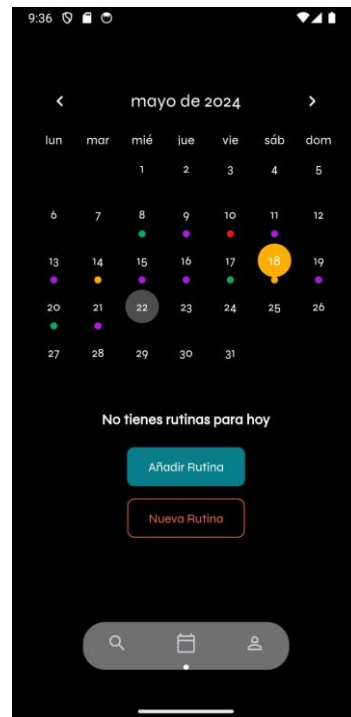 9:36
mayo de 2024
lun mar mié jue vie sáb dom
1 2 3 4 5
6 7 8 9 10 11 12
13 14 15 16 17 18 19
20 21 22 23 24 25 26
27 28 29 30 31
No tienes rutinas para hoy
Añadir Rutina
Nueva Rutina